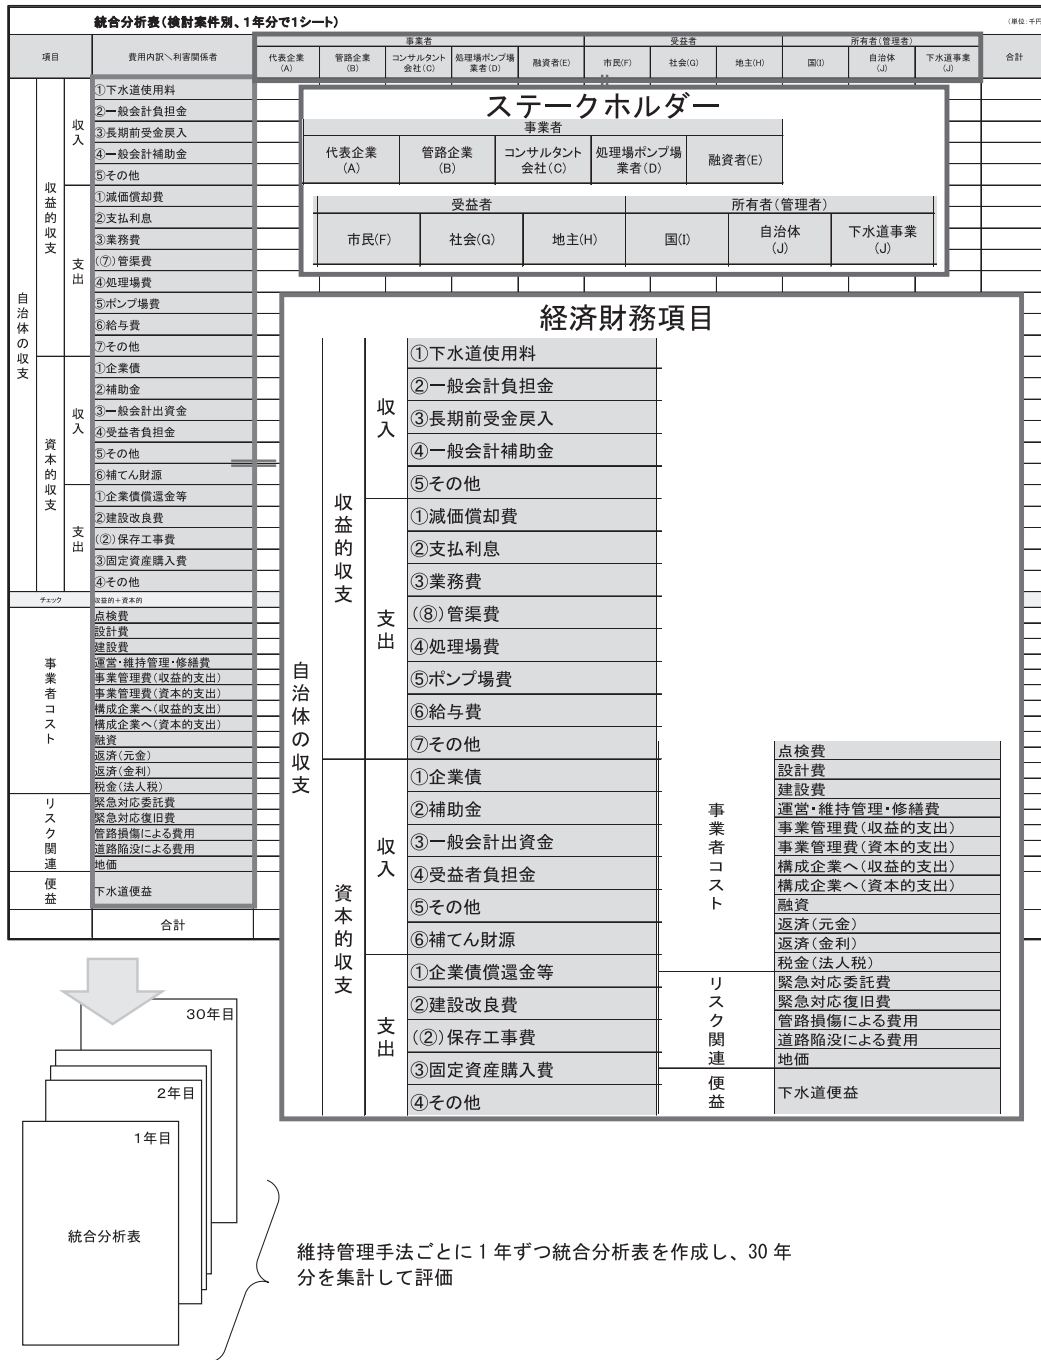 統合分析表（検討案件別、1年分で1シート）
（単位：千円
項目
費用内訳＼利害関係者
事業者
受益者
所有者（管理者）
代表企業
(A)
管路企業
(B)
コンサルタント
会社(C)
処理場ポンプ場
業者(D)
融資者(E)
市民(F)
社会(G)
地主(H)
国(I)
自治体
(J)
下水道事業
(J)
合計
自治体の収支
収益的収支
収入
①下水道使用料
②一般会計負担金
③長期前受金戻入
④一般会計補助金
⑤その他
支出
①減価償却費
②支払利息
③業務費
(⑦)管渠費
④処理場費
⑤ポンプ場費
⑥給与費
⑦その他
資本的収支
収入
①企業債
②補助金
③一般会計出資金
④受益者負担金
⑤その他
⑥補てん財源
支出
①企業債償還金等
②建設改良費
(②)保存工事費
③固定資産購入費
④その他
チェック
収益的＋資本的
事業者コスト
点検費
設計費
建設費
運営・維持管理・修繕費
事業管理費（収益的支出）
事業管理費（資本的支出）
構成企業へ（収益的支出）
構成企業へ（資本的支出）
融資
返済（元金）
返済（金利）
税金（法人税）
リスク関連
緊急対応委託費
緊急対応復旧費
管路損傷による費用
道路陥没による費用
地価
便益
下水道便益
合計
ステークホルダー
事業者
代表企業
(A)
管路企業
(B)
コンサルタント
会社(C)
処理場ポンプ場
業者(D)
融資者(E)
受益者
所有者（管理者）
市民(F)
社会(G)
地主(H)
国(I)
自治体
(J)
下水道事業
(J)
経済財務項目
自治体の収支
収益的収支
収入
①下水道使用料
②一般会計負担金
③長期前受金戻入
④一般会計補助金
⑤その他
支出
①減価償却費
②支払利息
③業務費
(⑧)管渠費
④処理場費
⑤ポンプ場費
⑥給与費
⑦その他
資本的収支
収入
①企業債
②補助金
③一般会計出資金
④受益者負担金
⑤その他
⑥補てん財源
支出
①企業債償還金等
②建設改良費
(②)保存工事費
③固定資産購入費
④その他
事業者コスト
点検費
設計費
建設費
運営・維持管理・修繕費
事業管理費（収益的支出）
事業管理費（資本的支出）
構成企業へ（収益的支出）
構成企業へ（資本的支出）
融資
返済（元金）
返済（金利）
税金（法人税）
リスク関連
緊急対応委託費
緊急対応復旧費
管路損傷による費用
道路陥没による費用
地価
便益
下水道便益
30年目
2年目
1年目
統合分析表
維持管理手法ごとに1年ずつ統合分析表を作成し、30年
分を集計して評価